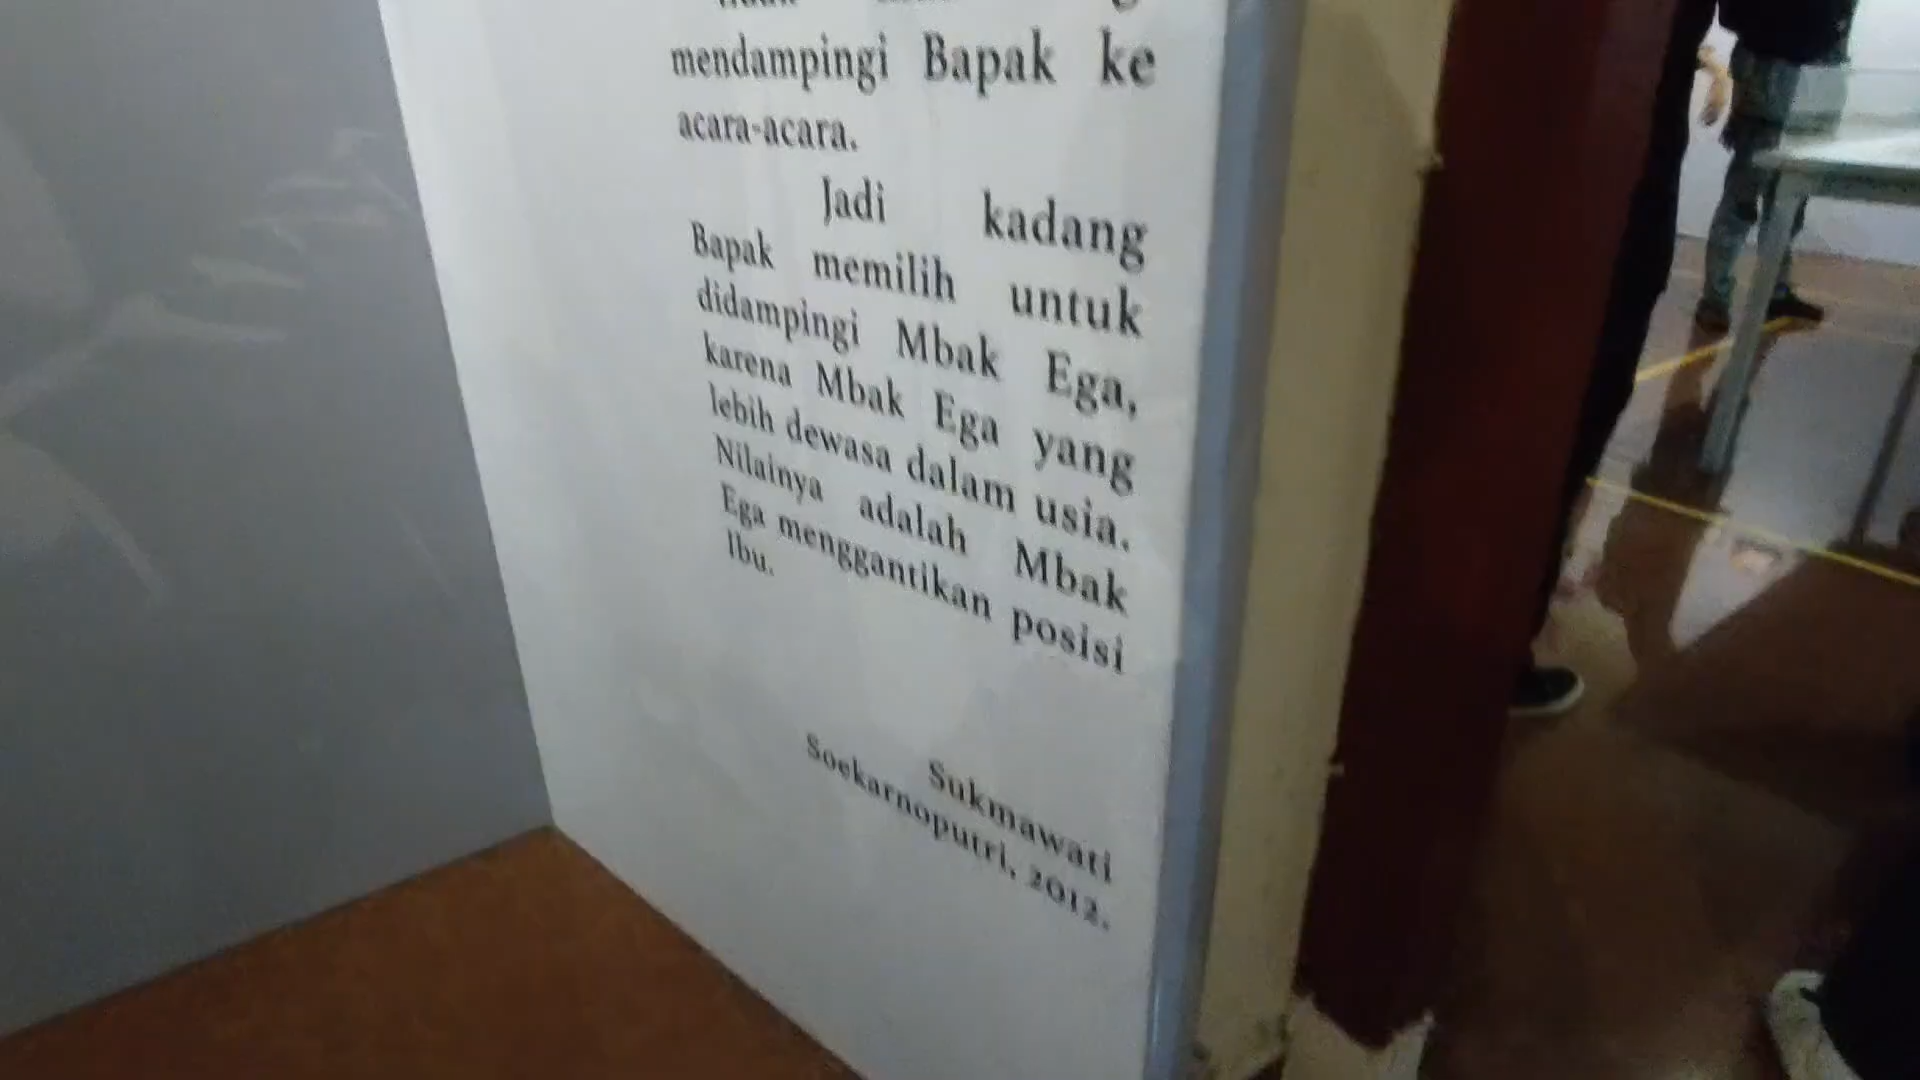 mendampingi Bapak ke
acara-acara.
Jadi kadang
Bapak memilih untuk
didampingi Mbak Ega,
karena Mbak Ega yang
lebih dewasa dalam usia.
Nilainya adalah Mbak
Ega menggantikan posisi
Ibu.
Sukmawati
Soekarnoputri, 2012.